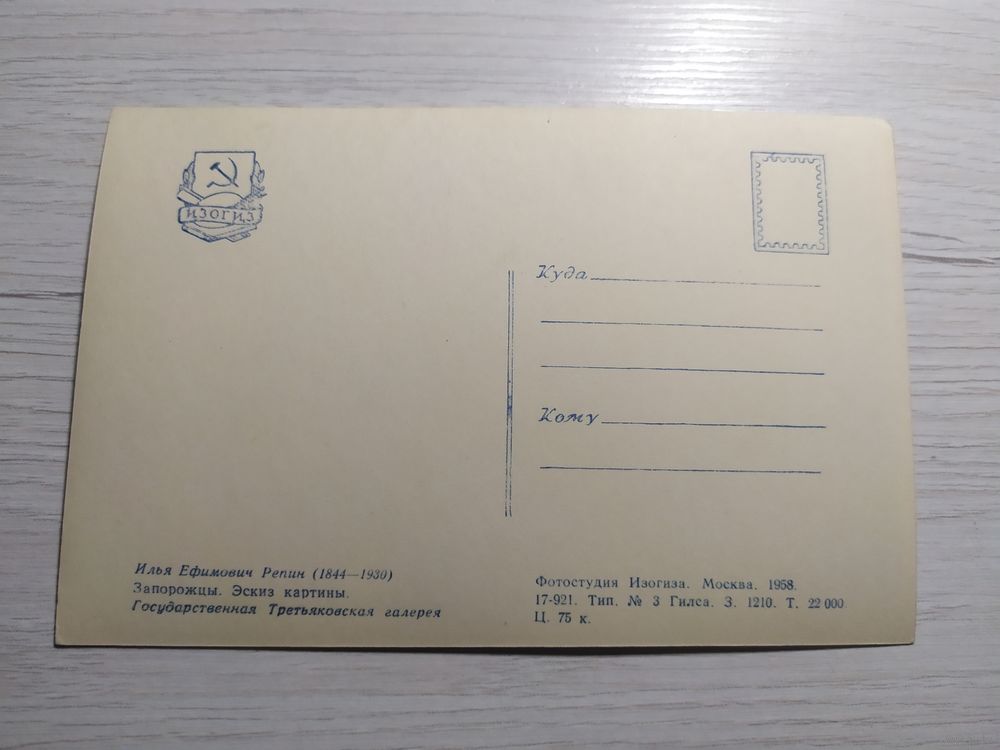 ИЗОГИЗ
Куда
Кому
Илья Ефимович Репин (1844—1930)
Запорожцы. Эскиз картины.
Государственная Третьяковская галерея
Фотостудия Изогиза. Москва. 1958.
17-921. Тип. № 3 Гилса. З. 1210. Т. 22 000
Ц. 75 к.